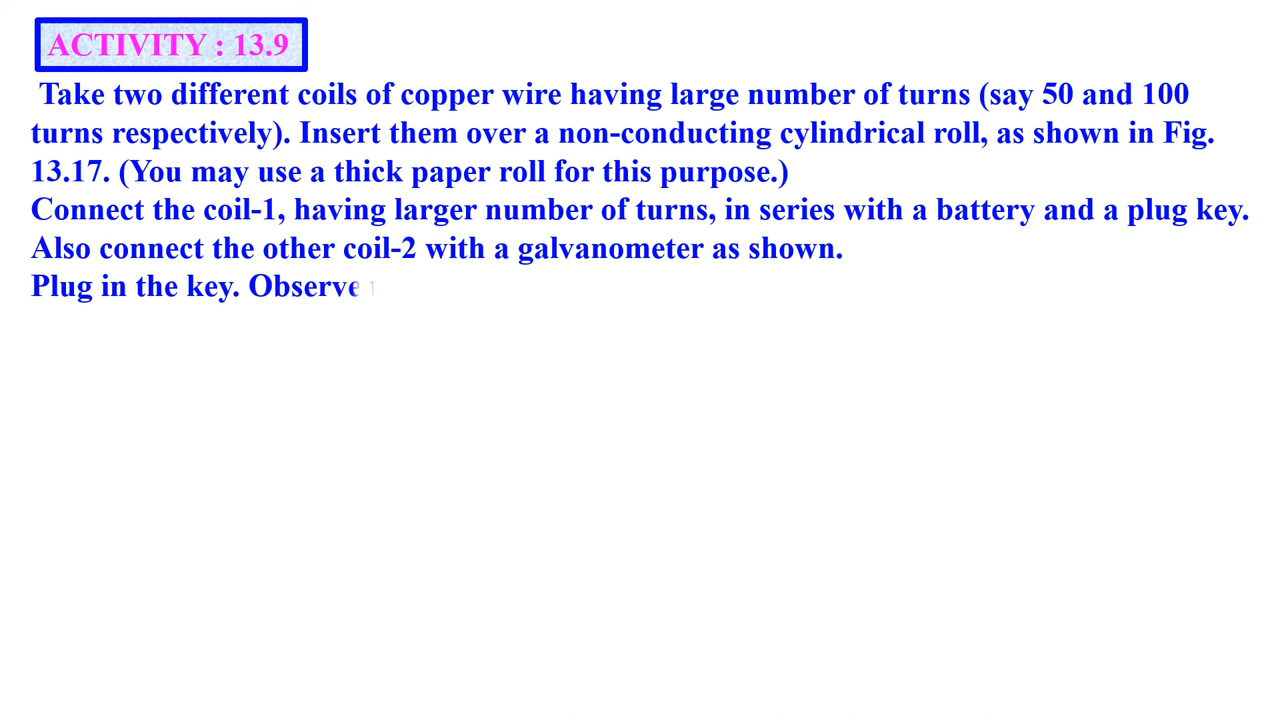 ACTIVITY : 13.9
Take two different coils of copper wire having large number of turns (say 50 and 100
turns respectively). Insert them over a non-conducting cylindrical roll, as shown in Fig.
13.17. (You may use a thick paper roll for this purpose.)
Connect the coil-1, having larger number of turns, in series with a battery and a plug key.
Also connect the other coil-2 with a galvanometer as shown.
Plug in the key. Observe